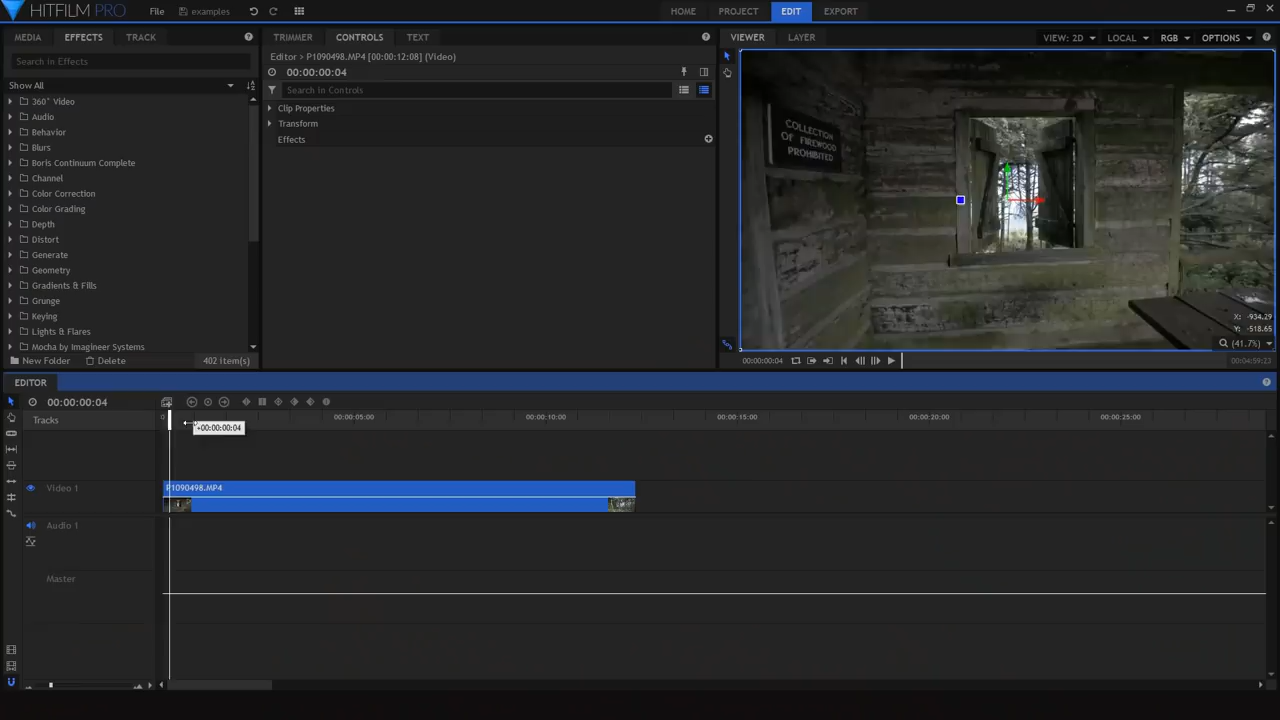 HITFILM PRO
File
examples
HOME
PROJECT
EDIT
EXPORT
MEDIA
EFFECTS
TRACK
Search in Effects
Show All
360° Video
Audio
Behavior
Blurs
Boris Continuum Complete
Channel
Color Correction
Color Grading
Depth
Distort
Generate
Geometry
Gradients & Fills
Grunge
Keying
Lights & Flares
Mocha by Imagineer Systems
New Folder
Delete
402 item(s)
TRIMMER
CONTROLS
TEXT
Editor > P1090498.MP4 [00:00:12:08] (Video)
00:00:00:04
Search in Controls
Clip Properties
Transform
Effects
VIEWER
LAYER
VIEW: 2D
LOCAL
RGB
OPTIONS
COLLECTION
OF FIREWOOD
PROHIBITED
X: -934.29
Y: -518.65
(41.7%)
00:00:00:04
00:04:59:23
EDITOR
00:00:00:04
Tracks
0
00:00:05:00
00:00:10:00
00:00:15:00
00:00:20:00
00:00:25:00
+00:00:00:04
Video 1
P1090498.MP4
Audio 1
Master